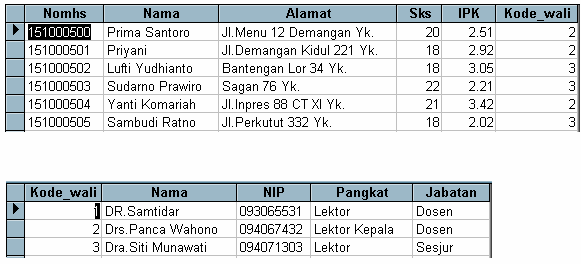 Nomhs Nama Alamat Sks IPK Kode_wali
151000500 Prima Santoro Jl.Menu 12 Demangan Yk. 20 2.51 2
151000501 Priyani Jl.Demangan Kidul 221 Yk. 18 2.92 2
151000502 Lufti Yudhianto Bantengan Lor 34 Yk. 18 3.05 3
151000503 Sudarno Prawiro Sagan 76 Yk. 22 2.21 3
151000504 Yanti Komariah Jl.Inpres 88 CT XI Yk. 21 3.42 2
151000505 Sambudi Ratno Jl.Perkutut 332 Yk. 18 2.02 3
Kode_wali Nama NIP Pangkat Jabatan
1 DR.Samtidar 093065531 Lektor Dosen
2 Drs.Panca Wahono 094067432 Lektor Kepala Dosen
3 Dra.Siti Munawati 094071303 Lektor Sesjur